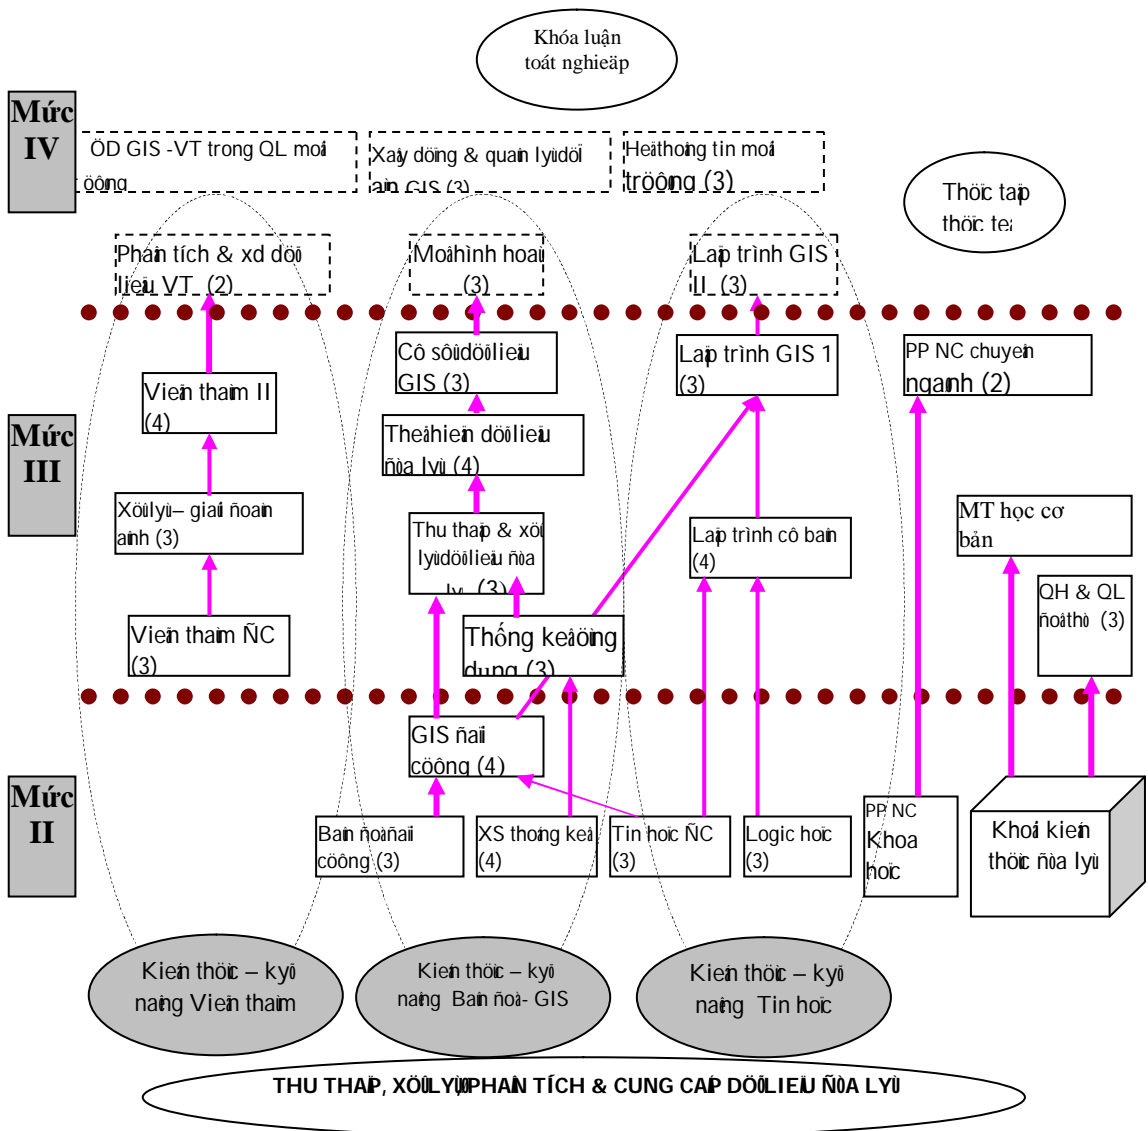 Khóa luận
toát nghieäp
Mức
IV
ÖD GIS -VT trong QL moâi
öôøng
Xaây döïng & quaûn lyù döï
aùn GIS (3)
Heä thoáng tin moâi
tröôøng (3)
Thöïc taäp
thöïc teá
Phaân tích & xd döõ
lieäu VT (2)
Moâ hình hoaù
(3)
Laäp trình GIS
II (3)
Cô sôû döõ lieäu
GIS (3)
Laäp trình GIS 1
(3)
PP NC chuyeân
ngaønh (2)
Vieãn thaùm II
(4)
Mức
III
Theå hieän döõ lieäu
ñòa lyù (4)
Xöû lyù – giaûi ñoaùn
aûnh (3)
Thu thaäp & xöû
lyù döõ lieäu ñòa
lyù (3)
Laäp trình cô baûn
(4)
MT học cơ
bản
QH & QL
ñoâ thò (3)
Vieãn thaùm ÑC
(3)
Thống keâ öùng
dụng (3)
GIS ñaïi
cöông (4)
Mức
II
Baûn ñoà ñaïi
cöông (3)
XS thoáng keâ
(4)
Tin hoïc ÑC
(3)
Logic hoïc
(3)
PP NC
Khoa
hoïc
Khoái kieán
thöùc ñòa lyù
Kieán thöùc – kyõ
naêng Vieãn thaùm
Kieán thöùc – kyõ
naêng Baûn ñoà - GIS
Kieán thöùc – kyõ
naêng Tin hoïc
THU THAÄP, XÖÛ LYÙ, PHAÂN TÍCH & CUNG CAÁP DÖÕ LIEÄU ÑÒA LYÙ